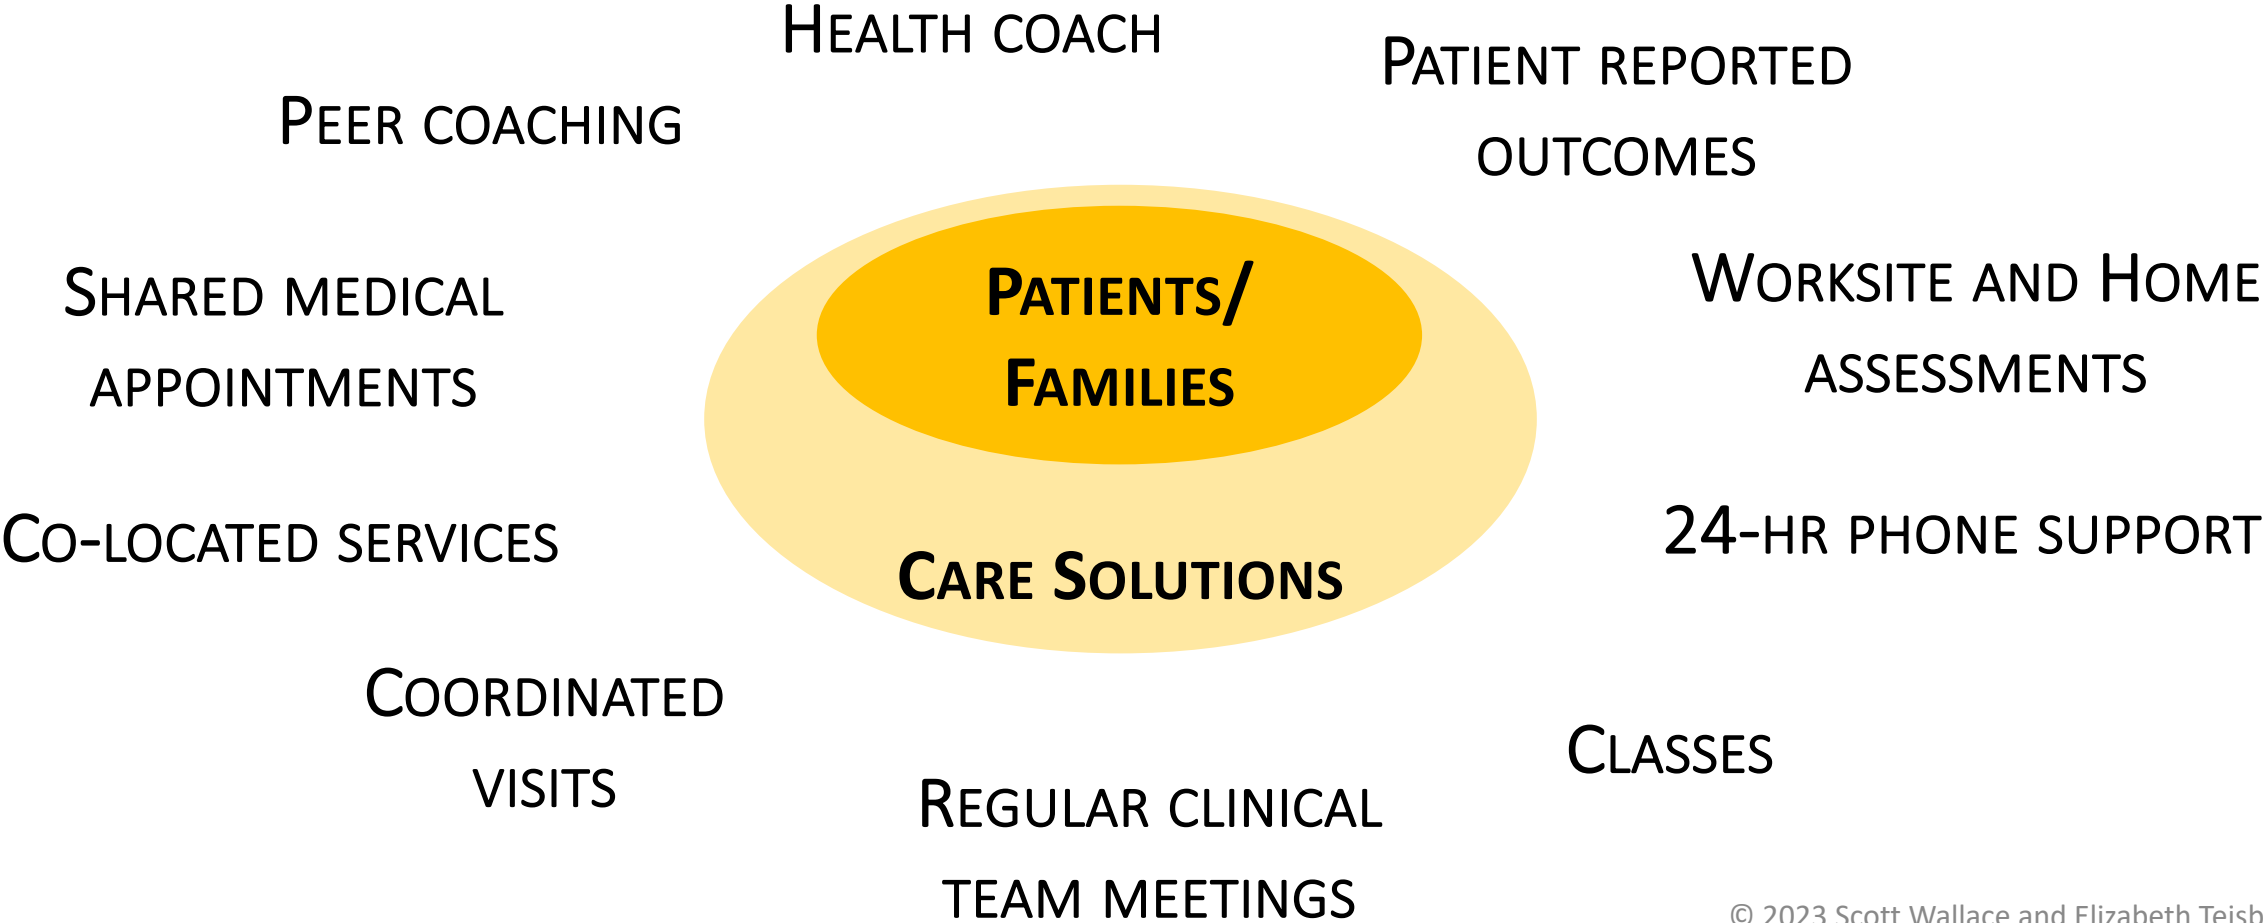 Health coach
Patient reported
outcomes
Peer coaching
Shared medical
appointments
Patients/
Families
Worksite and Home
assessments
Co-located services
Care Solutions
24-hr phone support
Coordinated
visits
Classes
Regular clinical
team meetings
© 2023 Scott Wallace and Elizabeth